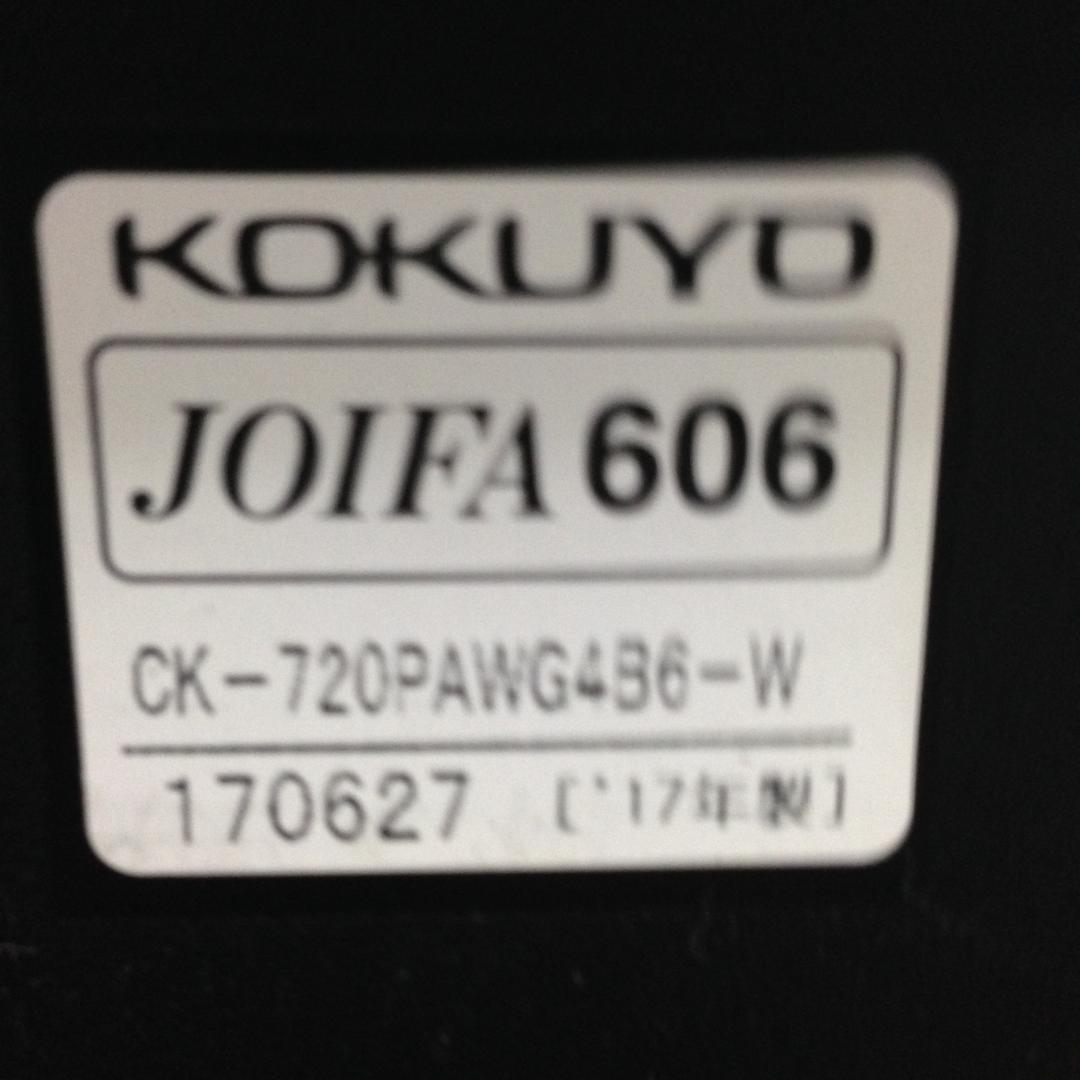 KOKUYO
JOIFA 606
CK-720PAWG4B6-W
170627 ['17年製]